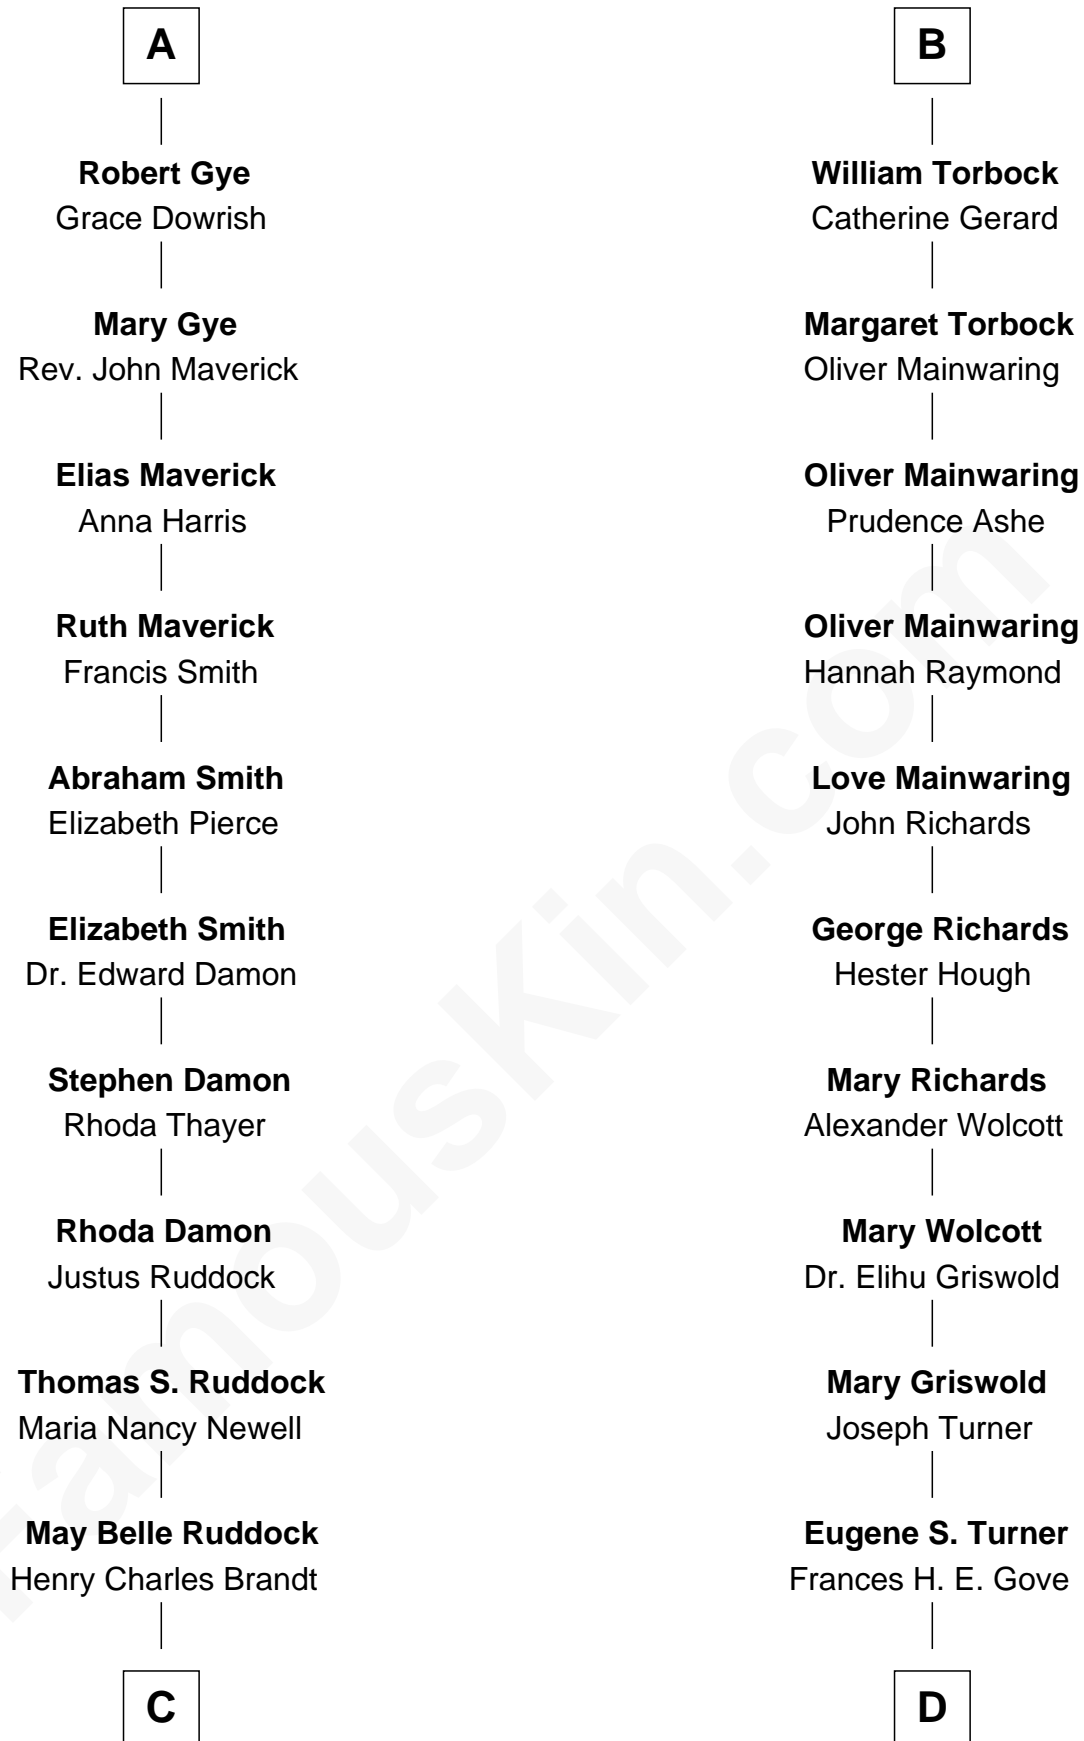 A
Robert Gye
Grace Dowrish
Mary Gye
Rev. John Maverick
Elias Maverick
Anna Harris
Ruth Maverick
Francis Smith
Abraham Smith
Elizabeth Pierce
Elizabeth Smith
Dr. Edward Damon
Stephen Damon
Rhoda Thayer
Rhoda Damon
Justus Ruddock
Thomas S. Ruddock
Maria Nancy Newell
May Belle Ruddock
Henry Charles Brandt
C
B
William Torbock
Catherine Gerard
Margaret Torbock
Oliver Mainwaring
Oliver Mainwaring
Prudence Ashe
Oliver Mainwaring
Hannah Raymond
Love Mainwaring
John Richards
George Richards
Hester Hough
Mary Richards
Alexander Wolcott
Mary Wolcott
Dr. Elihu Griswold
Mary Griswold
Joseph Turner
Eugene S. Turner
Frances H. E. Gove
D
FamousKin.com